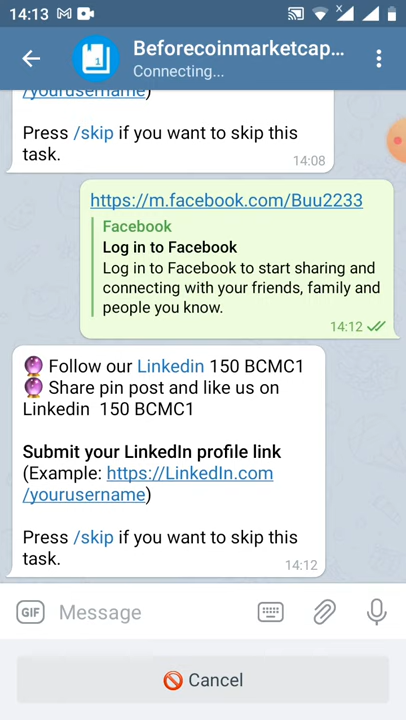 14:13
Beforecoinmarketcap...
Connecting...
/yourusername)
Press /skip if you want to skip this
task.
14:08
https://m.facebook.com/Buu2233
Facebook
Log in to Facebook
Log in to Facebook to start sharing and
connecting with your friends, family and
people you know.
14:12
🔮 Follow our Linkedin 150 BCMC1
🔮 Share pin post and like us on
Linkedin  150 BCMC1
Submit your LinkedIn profile link
(Example: https://LinkedIn.com
/yourusername)
Press /skip if you want to skip this
task.
14:12
GIF
Message
🚫 Cancel